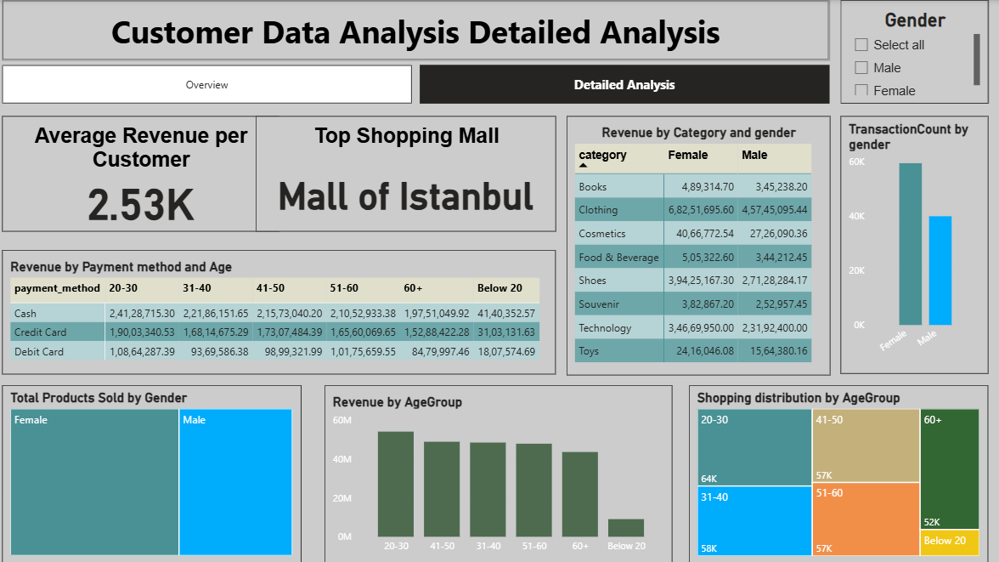 Customer Data Analysis Detailed Analysis
Gender
Select all
Male
Female
Overview
Detailed Analysis
Average Revenue per
Customer
2.53K
Top Shopping Mall
Mall of Istanbul
Revenue by Category and gender
category Female Male
Books 4,89,314.70 3,45,238.20
Clothing 6,82,51,695.60 4,57,45,095.44
Cosmetics 40,66,772.54 27,26,090.36
Food & Beverage 5,05,322.60 3,44,212.45
Shoes 3,94,25,167.30 2,71,28,284.17
Souvenir 3,82,867.20 2,52,957.45
Technology 3,46,69,950.00 2,31,92,400.00
Toys 24,16,046.08 15,64,380.16
TransactionCount by
gender
60K
40K
20K
0K
Female
Male
Revenue by Payment method and Age
payment_method 20-30 31-40 41-50 51-60 60+ Below 20
Cash 2,41,28,715.30 2,21,86,151.65 2,15,73,040.20 2,10,52,933.38 1,97,51,049.92 41,40,352.57
Credit Card 1,90,03,340.53 1,68,14,675.29 1,73,07,484.39 1,65,60,069.65 1,52,88,422.28 31,03,131.63
Debit Card 1,08,64,287.39 93,69,586.38 98,99,321.99 1,01,75,659.55 84,79,997.46 18,07,574.69
Total Products Sold by Gender
Female
Male
Revenue by AgeGroup
60M
40M
20M
0M
20-30 41-50 31-40 51-60 60+ Below 20
Shopping distribution by AgeGroup
20-30
64K
31-40
58K
41-50
57K
51-60
57K
60+
52K
Below 20